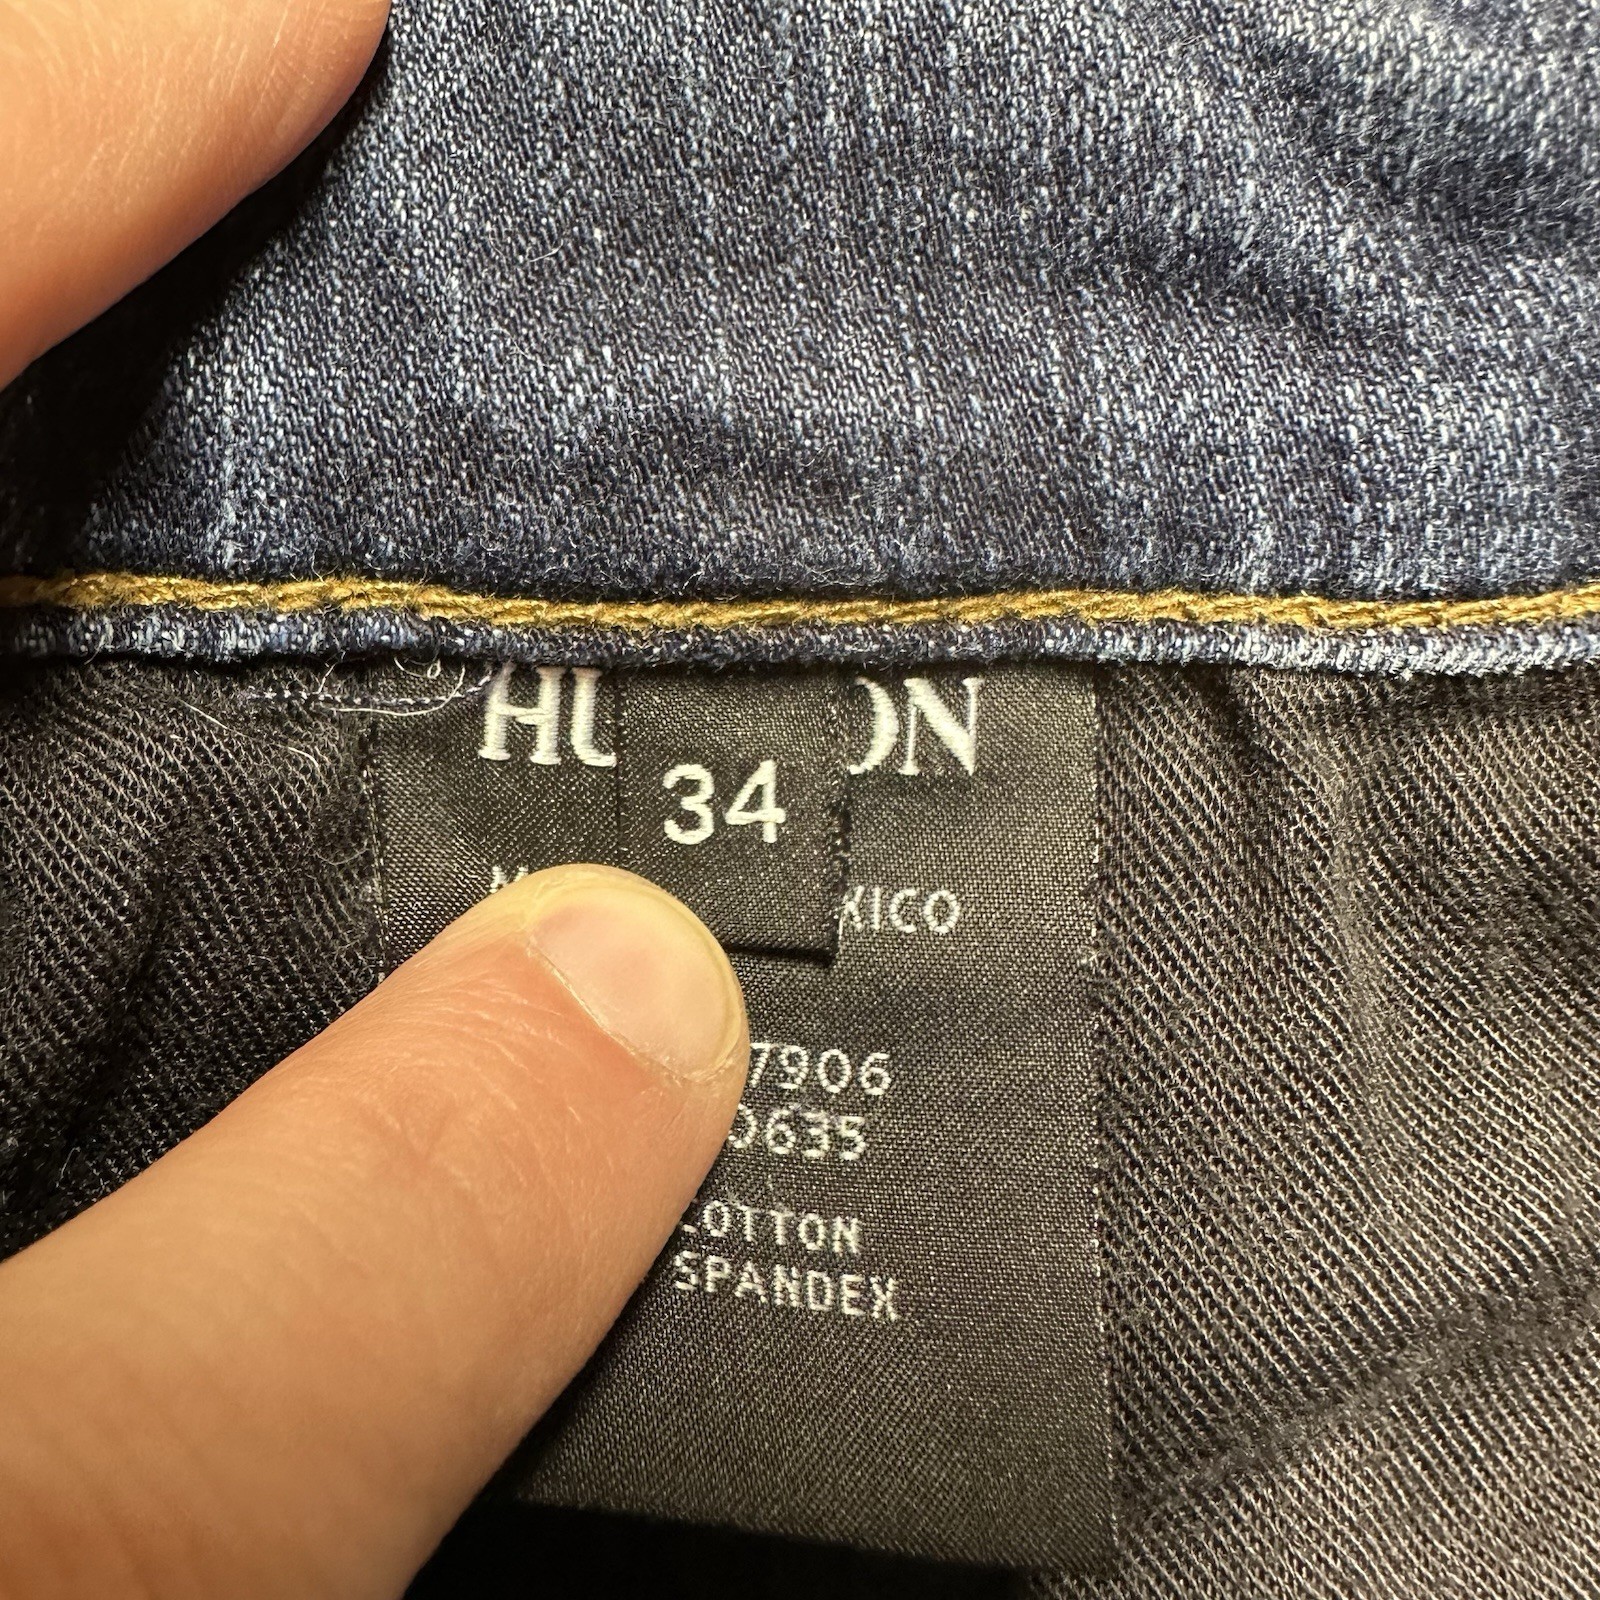 HU ON
34
M XICO
7906
0635
COTTON
SPANDEX